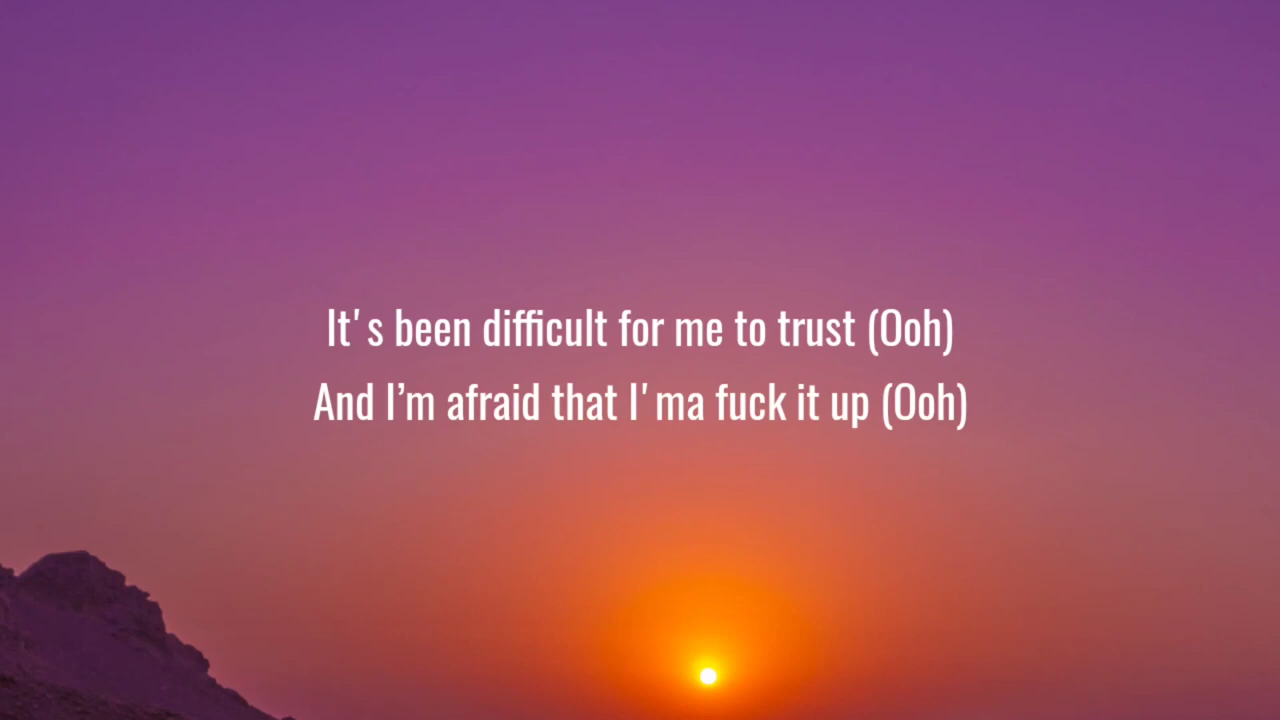 It's been difficult for me to trust (Ooh)
And I’m afraid that I'ma fuck it up (Ooh)